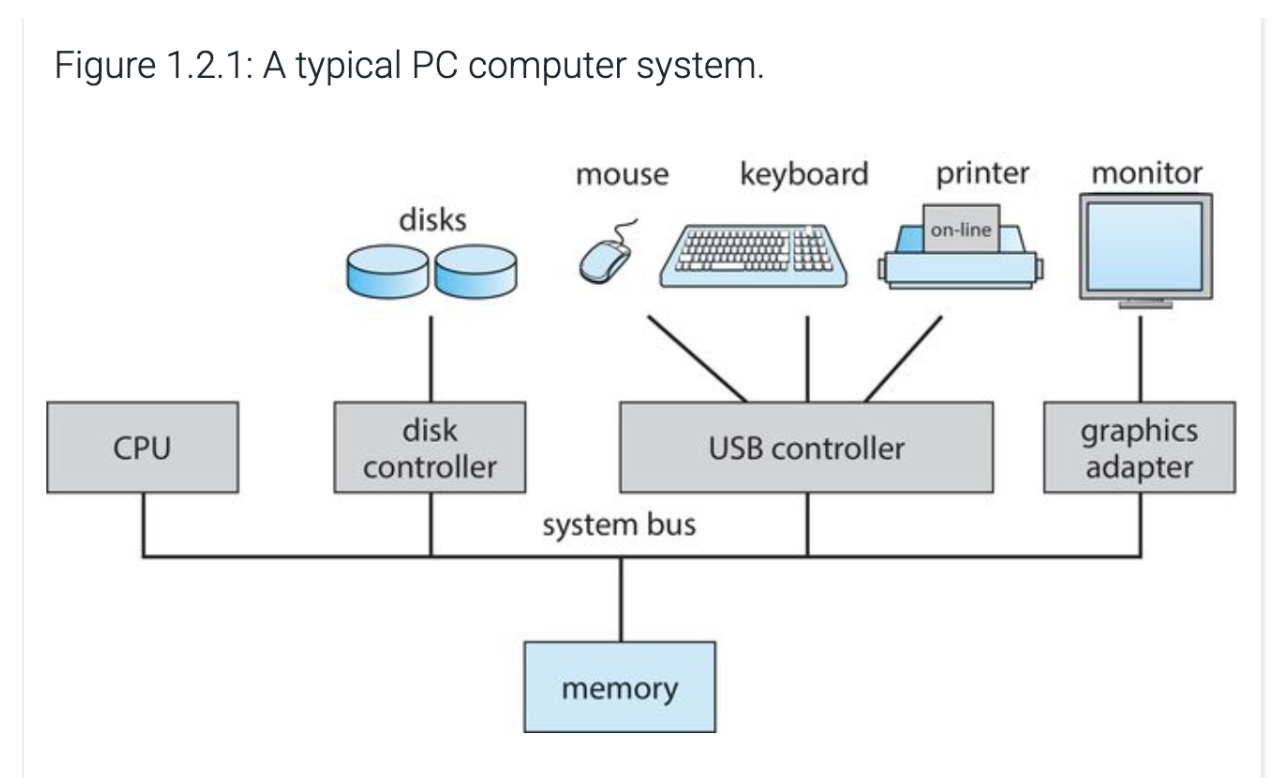 Figure 1.2.1: A typical PC computer system.
mouse
keyboard
printer
monitor
disks
on-line
CPU
disk
controller
USB controller
graphics
adapter
system bus
memory